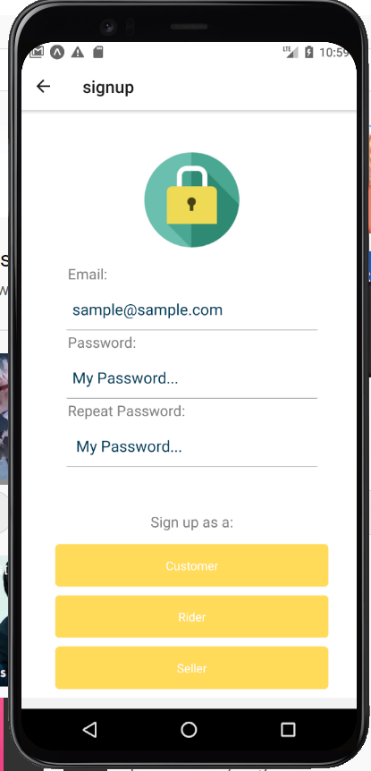 LTE 10:59
signup
Email:
sample@sample.com
Password:
My Password...
Repeat Password:
My Password...
Sign up as a:
Customer
Rider
Seller